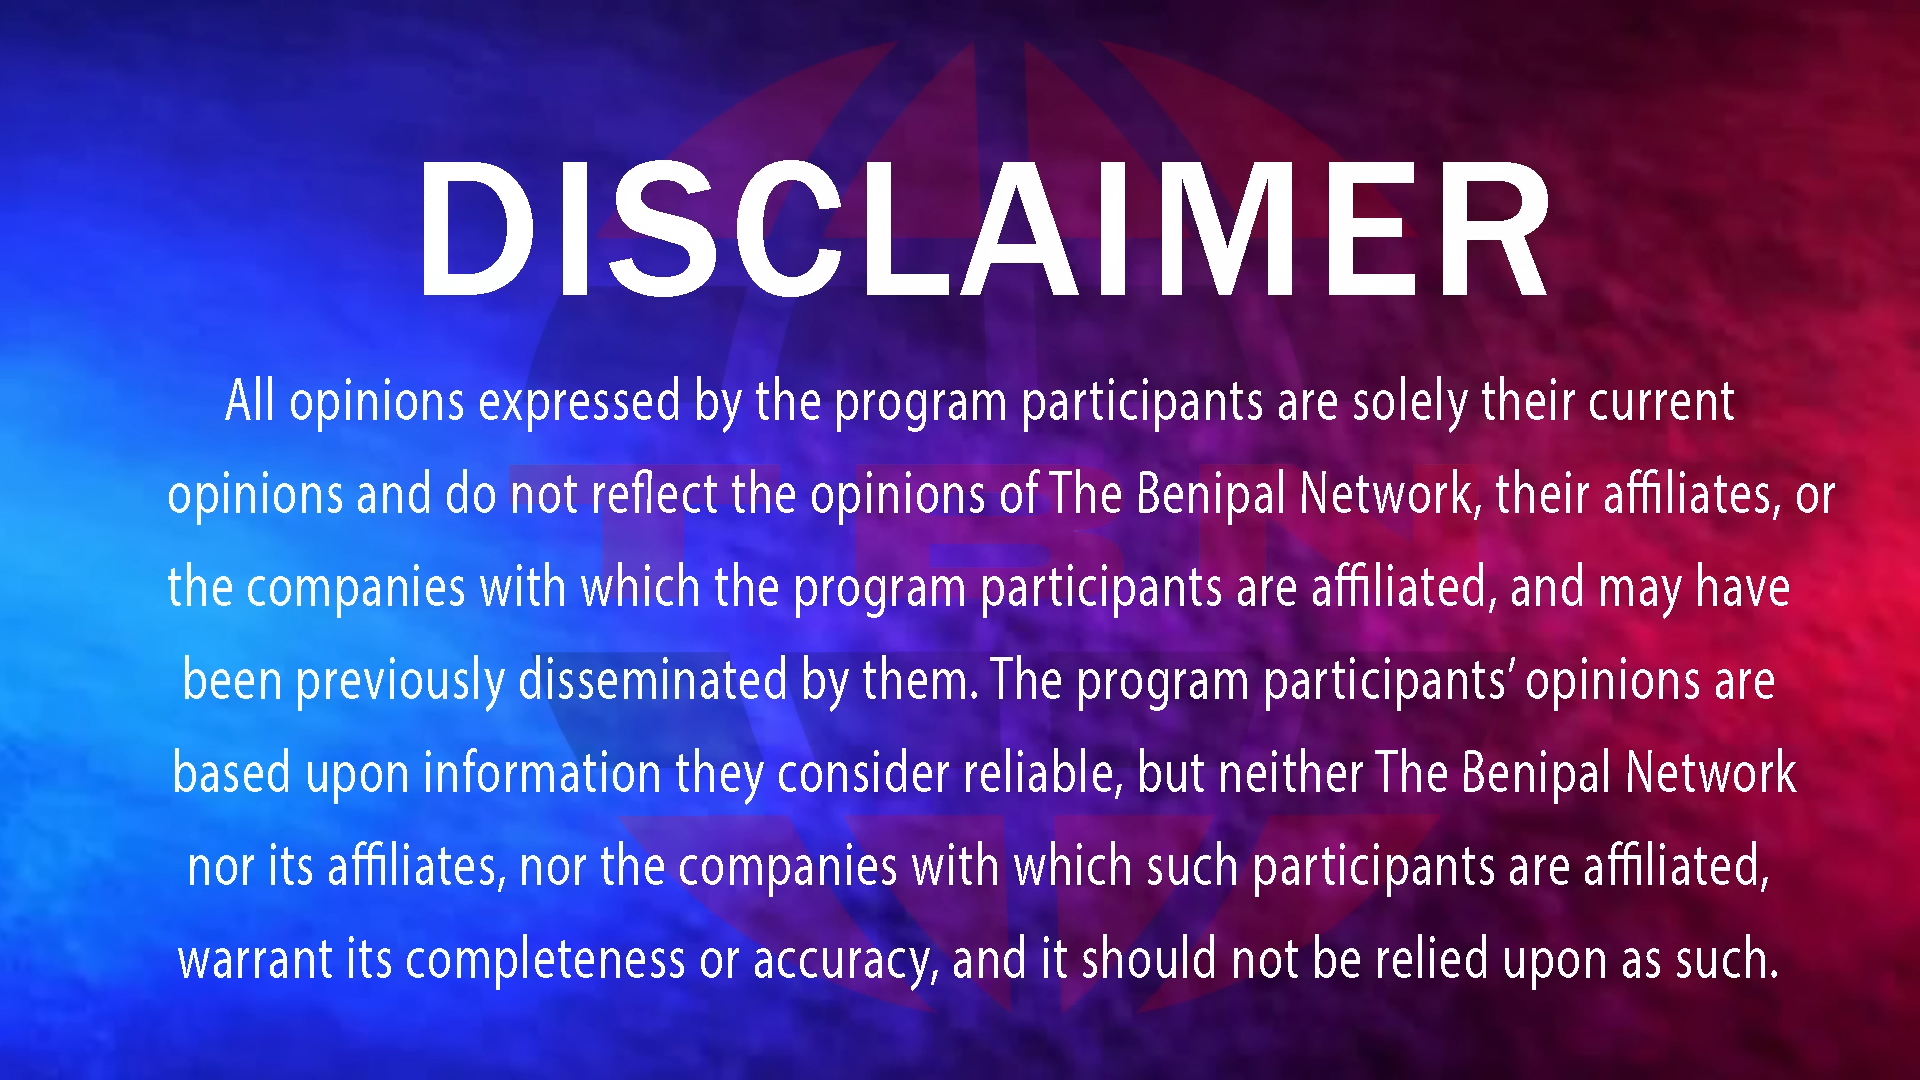 DISCLAIMER
All opinions expressed by the program participants are solely their current
opinions and do not reflect the opinions of The Benipal Network, their affiliates, or
the companies with which the program participants are affiliated, and may have
been previously disseminated by them. The program participants’ opinions are
based upon information they consider reliable, but neither The Benipal Network
nor its affiliates, nor the companies with which such participants are affiliated,
warrant its completeness or accuracy, and it should not be relied upon as such.
TBN